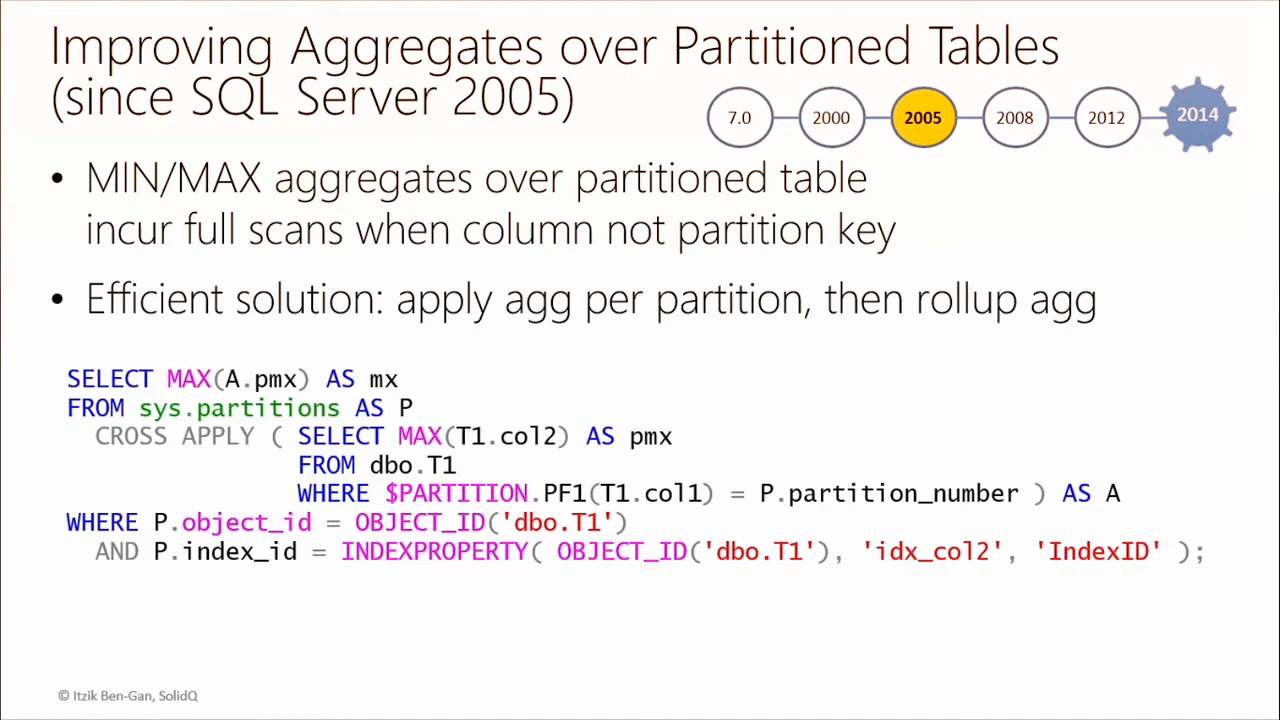 Improving Aggregates over Partitioned Tables
(since SQL Server 2005)
7.0
2000
2005
2008
2012
2014
• MIN/MAX aggregates over partitioned table
incur full scans when column not partition key
• Efficient solution: apply agg per partition, then rollup agg
SELECT MAX(A.pmx) AS mx
FROM sys.partitions AS P
  CROSS APPLY ( SELECT MAX(T1.col2) AS pmx
                FROM dbo.T1
                WHERE $PARTITION.PF1(T1.col1) = P.partition_number ) AS A
WHERE P.object_id = OBJECT_ID('dbo.T1')
  AND P.index_id = INDEXPROPERTY( OBJECT_ID('dbo.T1'), 'idx_col2', 'IndexID' );
© Itzik Ben-Gan, SolidQ